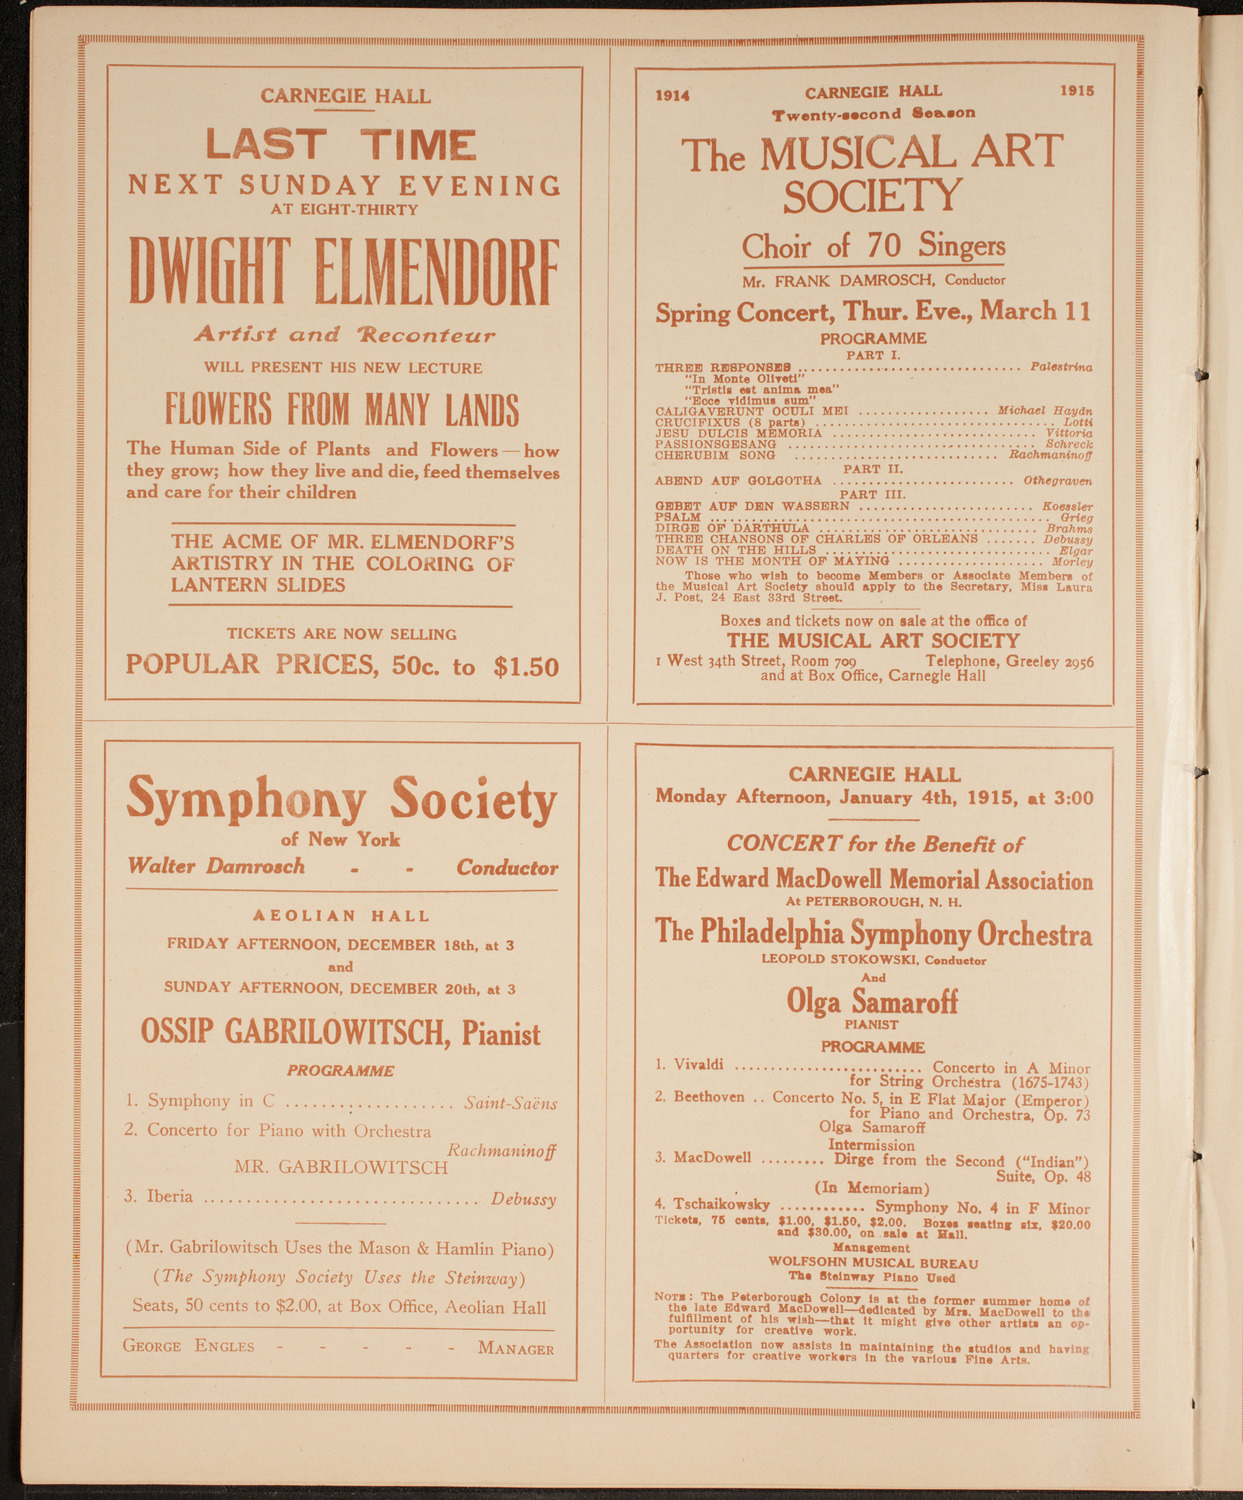 CARNEGIE HALL
LAST TIME
NEXT SUNDAY EVENING
AT EIGHT-THIRTY
DWIGHT ELMENDORF
Artist and Reconteur
WILL PRESENT HIS NEW LECTURE
FLOWERS FROM MANY LANDS
The Human Side of Plants and Flowers — how
they grow; how they live and die, feed themselves
and care for their children
THE ACME OF MR. ELMENDORF'S
ARTISTRY IN THE COLORING OF
LANTERN SLIDES
TICKETS ARE NOW SELLING
POPULAR PRICES, 50c. to $1.50
1914 CARNEGIE HALL 1915
Twenty-second Season
The MUSICAL ART
SOCIETY
Choir of 70 Singers
Mr. FRANK DAMROSCH, Conductor
Spring Concert, Thur. Eve., March 11
PROGRAMME
PART I.
THREE RESPONSES .............................. Palestrina
"In Monte Oliveti"
"Tristis est anima mea"
"Ecce vidimus sum"
CALIGAVERUNT OCULI MEI ................. Michael Haydn
CRUCIFIXUS (8 parts) ................................ Lotti
JESU DULCIS MEMORIA ........................... Vittoria
PASSIONSGESANG ................................. Schreck
CHERUBIM SONG ........................... Rachmaninoff
PART II.
ABEND AUF GOLGOTHA ........................ Othegraven
PART III.
GEBET AUF DEN WASSERN ....................... Koessler
PSALM ............................................. Grieg
DIRGE OF DARTHULA ............................. Brahms
THREE CHANSONS OF CHARLES OF ORLEANS ....... Debussy
DEATH ON THE HILLS .............................. Elgar
NOW IS THE MONTH OF MAYING ................... Morley
Those who wish to become Members or Associate Members of
the Musical Art Society should apply to the Secretary, Miss Laura
J. Post, 24 East 33rd Street.
Boxes and tickets now on sale at the office of
THE MUSICAL ART SOCIETY
1 West 34th Street, Room 709 Telephone, Greeley 2956
and at Box Office, Carnegie Hall
Symphony Society
of New York
Walter Damrosch - - Conductor
AEOLIAN HALL
FRIDAY AFTERNOON, DECEMBER 18th, at 3
and
SUNDAY AFTERNOON, DECEMBER 20th, at 3
OSSIP GABRILOWITSCH, Pianist
PROGRAMME
1. Symphony in C .................. Saint-Saëns
2. Concerto for Piano with Orchestra
Rachmaninoff
MR. GABRILOWITSCH
3. Iberia ................................ Debussy
(Mr. Gabrilowitsch Uses the Mason & Hamlin Piano)
(The Symphony Society Uses the Steinway)
Seats, 50 cents to $2.00, at Box Office, Aeolian Hall
GEORGE ENGLES - - - - - MANAGER
CARNEGIE HALL
Monday Afternoon, January 4th, 1915, at 3:00
CONCERT for the Benefit of
The Edward MacDowell Memorial Association
At PETERBOROUGH, N. H.
The Philadelphia Symphony Orchestra
LEOPOLD STOKOWSKI, Conductor
And
Olga Samaroff
PIANIST
PROGRAMME
1. Vivaldi ......................... Concerto in A Minor
for String Orchestra (1675-1743)
2. Beethoven .. Concerto No. 5, in E Flat Major (Emperor)
for Piano and Orchestra, Op. 73
Olga Samaroff
Intermission
3. MacDowell ......... Dirge from the Second ("Indian")
Suite, Op. 48
(In Memoriam)
4. Tschaikowsky ............ Symphony No. 4 in F Minor
Tickets, 75 cents, $1.00, $1.50, $2.00. Boxes seating six, $20.00
and $30.00, on sale at Hall.
Management
WOLFSOHN MUSICAL BUREAU
The Steinway Piano Used
NOTE: The Peterborough Colony is at the former summer home of
the late Edward MacDowell—dedicated by Mrs. MacDowell to the
fulfillment of his wish—that it might give other artists an op-
portunity for creative work.
The Association now assists in maintaining the studios and having
quarters for creative workers in the various Fine Arts.